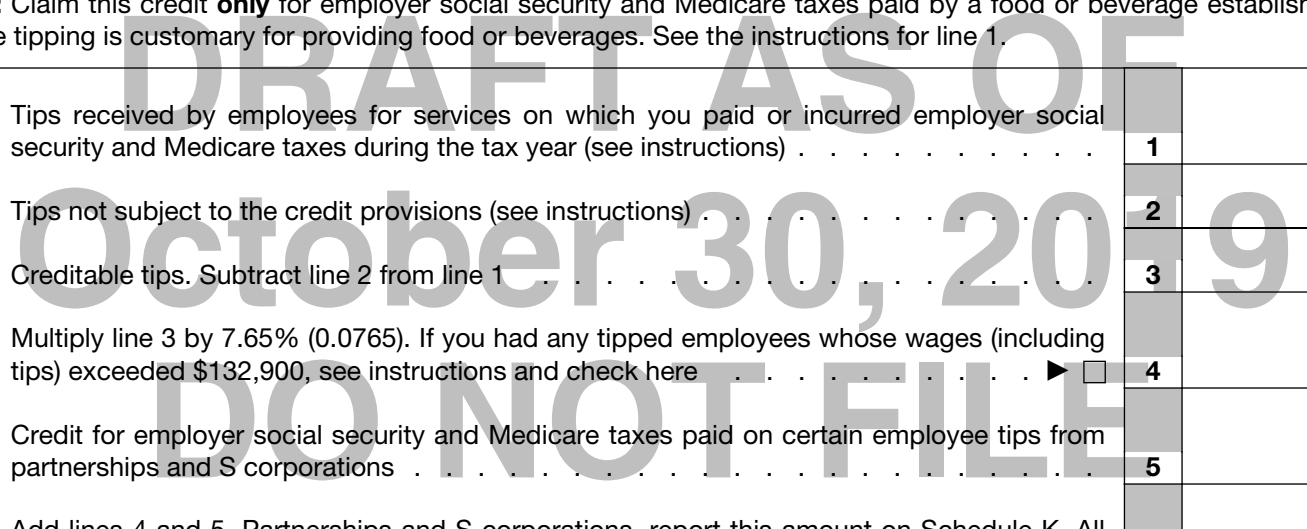 Claim this credit only for employer social security and Medicare taxes paid by a food or beverage
tipping is customary for providing food or beverages. See the instructions for line 1.
DRAFT AS OF
Tips received by employees for services on which you paid or incurred employer social
security and Medicare taxes during the tax year (see instructions) . . . . . . . . . . 1
Tips not subject to the credit provisions (see instructions) . . . . . . . . . . . . . 2
October 30, 2019
Creditable tips. Subtract line 2 from line 1 . . . . . . . . . . . . . . . . . . 3
Multiply line 3 by 7.65% (0.0765). If you had any tipped employees whose wages (including
tips) exceeded $132,900, see instructions and check here . . . . . . . . . . ▶ ☐ 4
DO NOT FILE
Credit for employer social security and Medicare taxes paid on certain employee tips from
partnerships and S corporations . . . . . . . . . . . . . . . . . . . . . . 5
Add lines 4 and 5. Partnerships and S corporations, report this amount on Schedule K. All